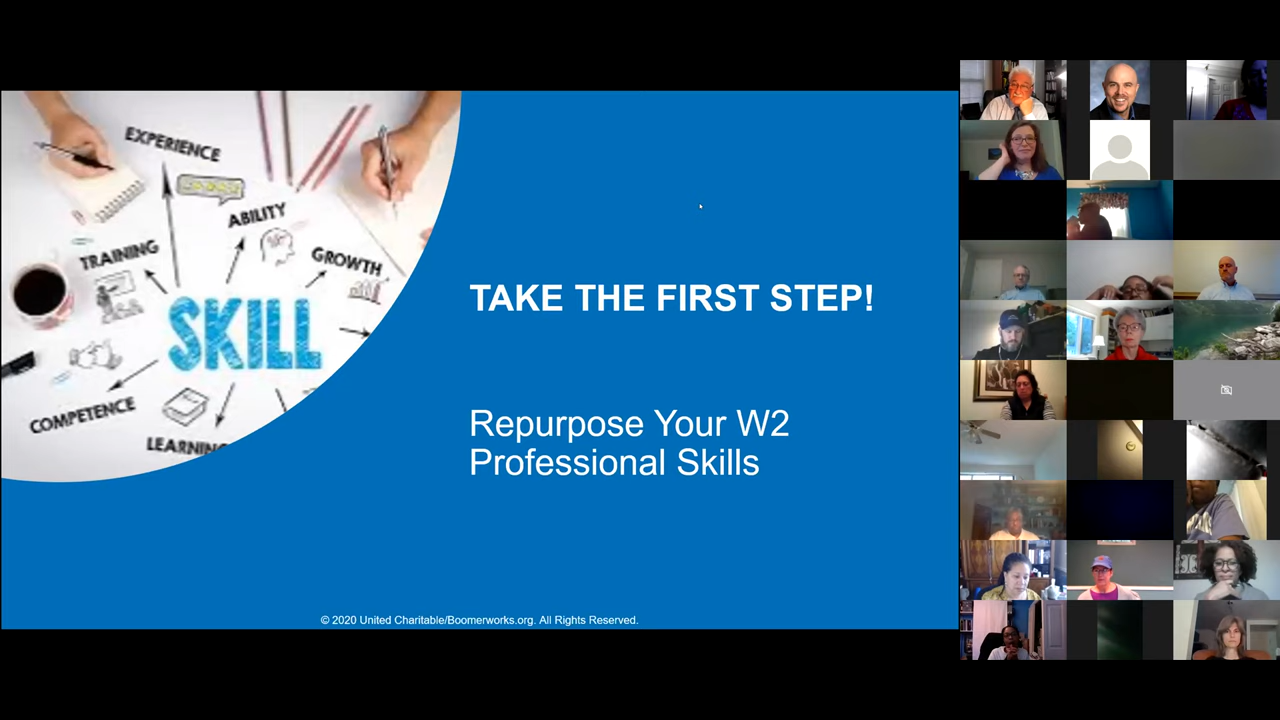 EXPERIENCE
ABILITY
TRAINING
GROWTH
SKILL
COMPETENCE
LEARNING
TAKE THE FIRST STEP!
Repurpose Your W2
Professional Skills
© 2020 United Charitable/Boomerworks.org. All Rights Reserved.